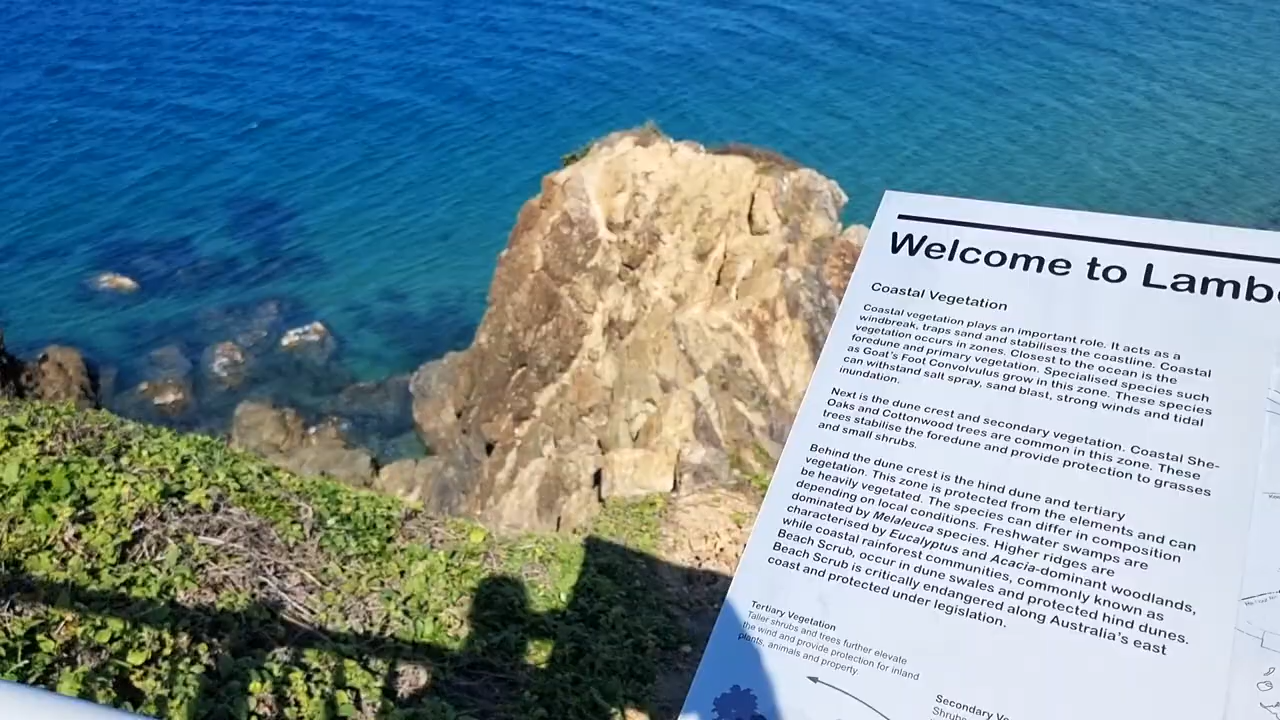 Welcome to Lamb
Coastal Vegetation
Coastal vegetation plays an important role. It acts as a
windbreak, traps sand and stabilises the coastline. Coastal
vegetation occurs in zones. Closest to the ocean is the
foredune and primary vegetation. Specialised species such
as Goat's Foot Convolvulus grow in this zone. These species
can withstand salt spray, sand blast, strong winds and tidal
inundation.
Next is the dune crest and secondary vegetation. Coastal She-
Oaks and Cottonwood trees are common in this zone. These
trees stabilise the foredune and provide protection to grasses
and small shrubs.
Behind the dune crest is the hind dune and tertiary
vegetation. This zone is protected from the elements and can
be heavily vegetated. The species can differ in composition
depending on local conditions. Freshwater swamps are
dominated by Melaleuca species. Higher ridges are
characterised by Eucalyptus and Acacia-dominant woodlands,
while coastal rainforest communities, commonly known as
Beach Scrub, occur in dune swales and protected hind dunes.
Beach Scrub is critically endangered along Australia's east
coast and protected under legislation.
Tertiary Vegetation
Taller shrubs and trees further elevate
the wind and provide protection for inland
plants, animals and property.
Secondary Ve
Shrubs